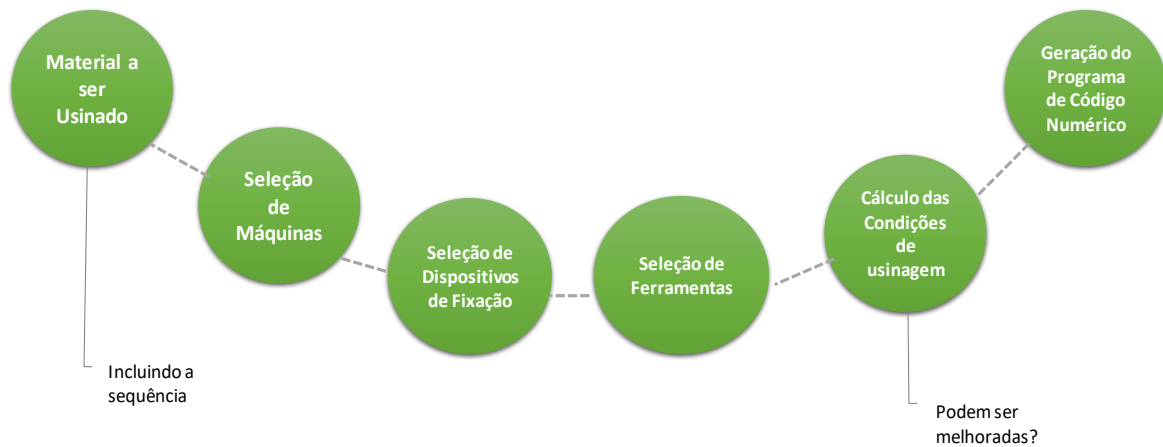 Material a
ser
Usinado
Seleção
de
Máquinas
Seleção de
Dispositivos
de Fixação
Seleção de
Ferramentas
Cálculo das
Condições
de
usinagem
Geração do
Programa
de Código
Numérico
Incluindo a
sequência
Podem ser
melhoradas?